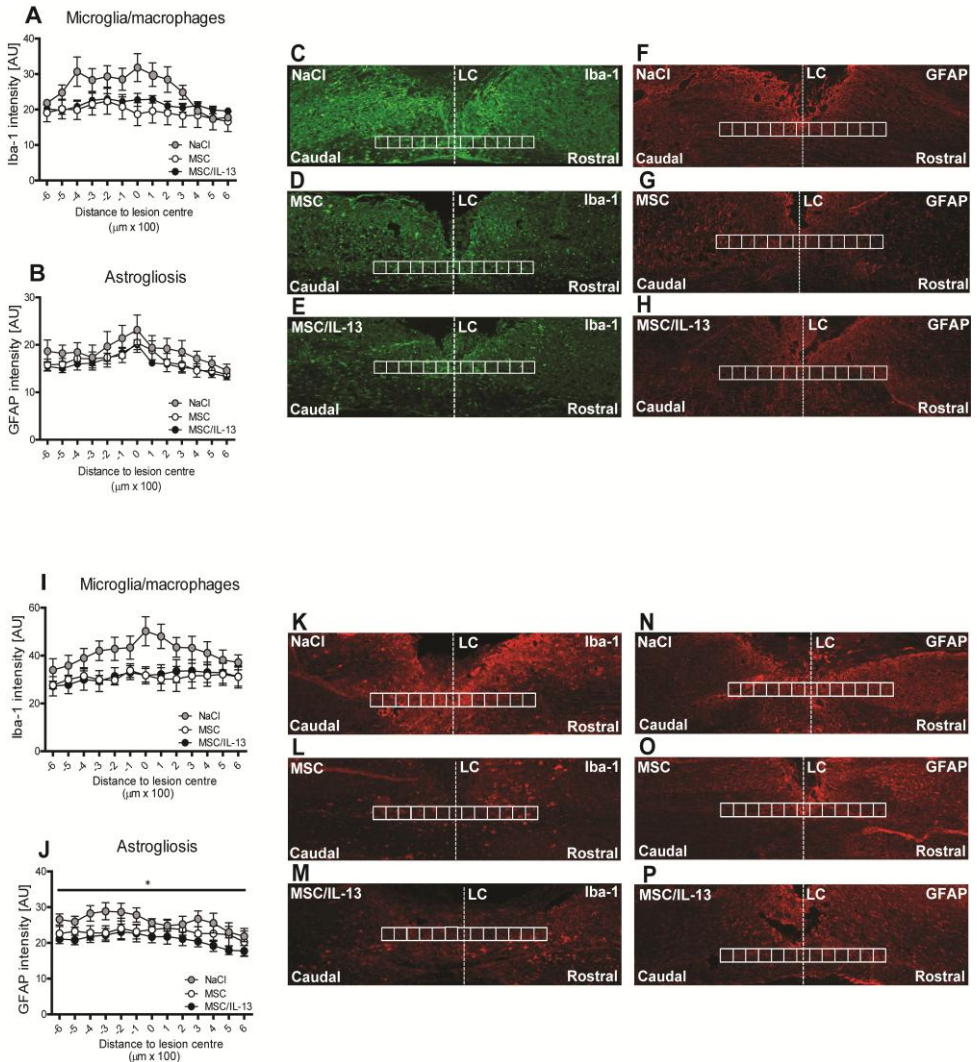 A
Microglia/macrophages
40
30
20
10
0
Iba-1 intensity [AU]
NaCl
MSC
MSC/IL-13
-6 -5 -4 -3 -2 -1 0 1 2 3 4 5 6
Distance to lesion centre
(μm x 100)
B
Astrogliosis
30
20
10
0
GFAP intensity [AU]
NaCl
MSC
MSC/IL-13
-6 -5 -4 -3 -2 -1 0 1 2 3 4 5 6
Distance to lesion centre
(μm x 100)
C
NaCl LC Iba-1
Caudal Rostral
D
MSC LC Iba-1
Caudal Rostral
E
MSC/IL-13 LC Iba-1
Caudal Rostral
F
NaCl LC GFAP
Caudal Rostral
G
MSC LC GFAP
Caudal Rostral
H
MSC/IL-13 LC GFAP
Caudal Rostral
I
Microglia/macrophages
60
40
20
0
Iba-1 intensity [AU]
NaCl
MSC
MSC/IL-13
-6 -5 -4 -3 -2 -1 0 1 2 3 4 5 6
Distance to lesion centre
(μm x 100)
J
Astrogliosis
*
40
30
20
10
0
GFAP intensity [AU]
NaCl
MSC
MSC/IL-13
-6 -5 -4 -3 -2 -1 0 1 2 3 4 5 6
Distance to lesion centre
(μm x 100)
K
NaCl LC Iba-1
Caudal Rostral
L
MSC LC Iba-1
Caudal Rostral
M
MSC/IL-13 LC Iba-1
Caudal Rostral
N
NaCl LC GFAP
Caudal Rostral
O
MSC LC GFAP
Caudal Rostral
P
MSC/IL-13 LC GFAP
Caudal Rostral